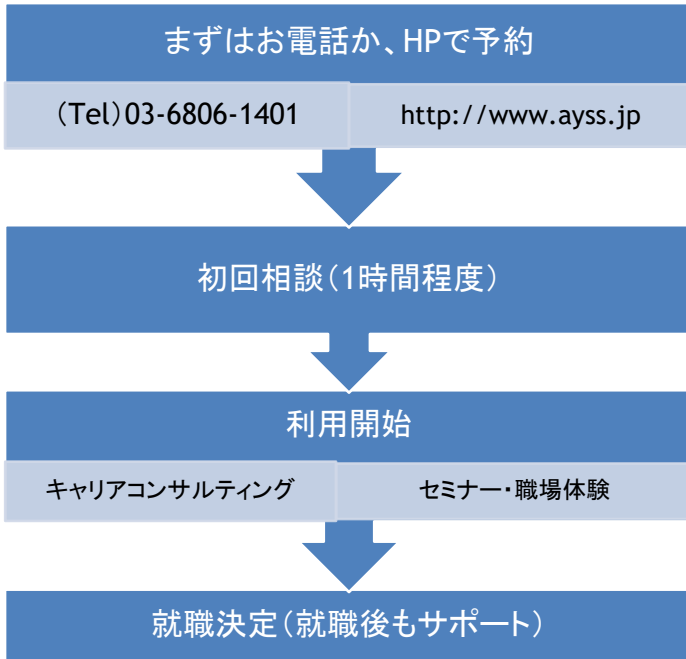 まずはお電話か、HPで予約
（Tel）03-6806-1401
http://www.ayss.jp
初回相談（1時間程度）
利用開始
キャリアコンサルティング
セミナー・職場体験
就職決定（就職後もサポート）